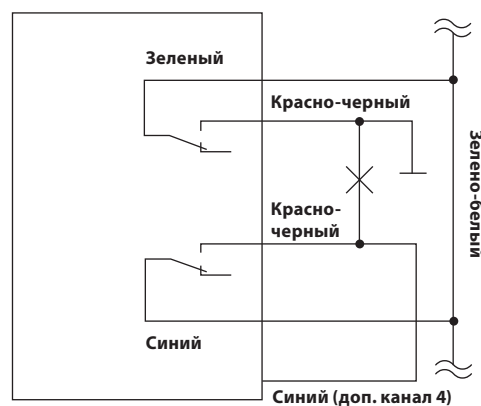 Зеленый
Красно-черный
Зелено-белый
Красно-
черный
Синий
Синий (доп. канал 4)